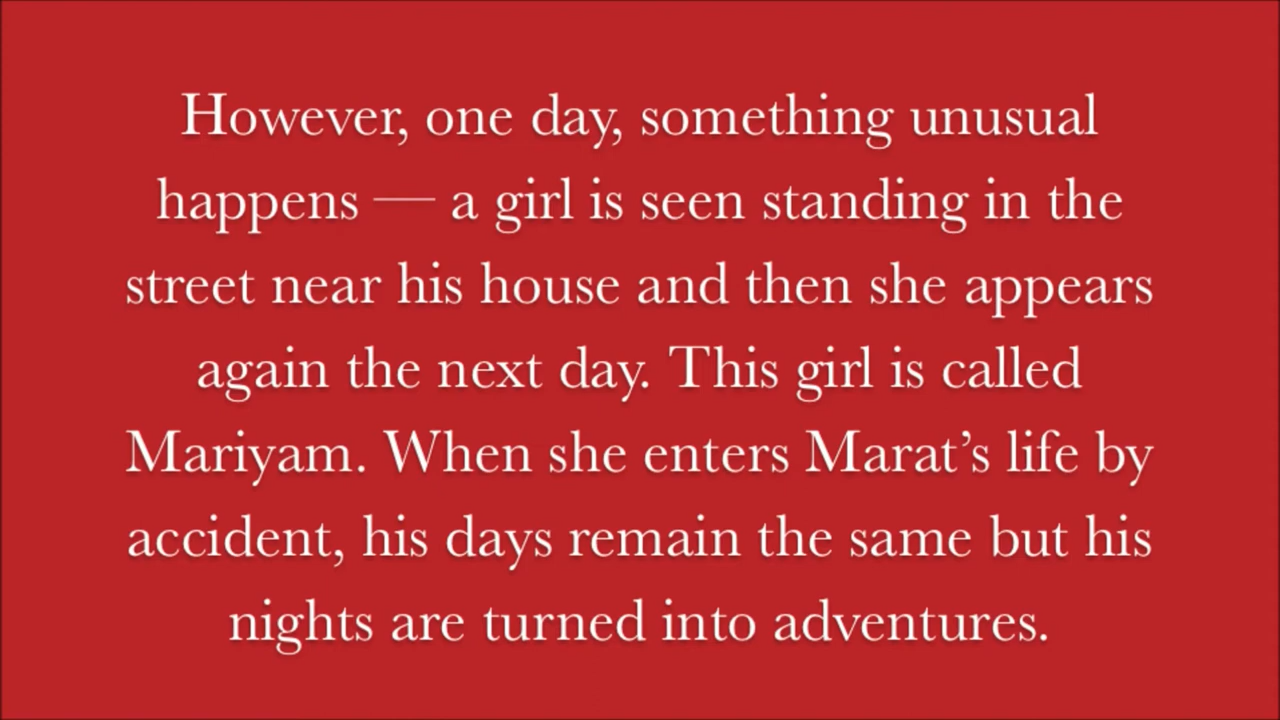 However, one day, something unusual
happens — a girl is seen standing in the
street near his house and then she appears
again the next day. This girl is called
Mariyam. When she enters Marat’s life by
accident, his days remain the same but his
nights are turned into adventures.